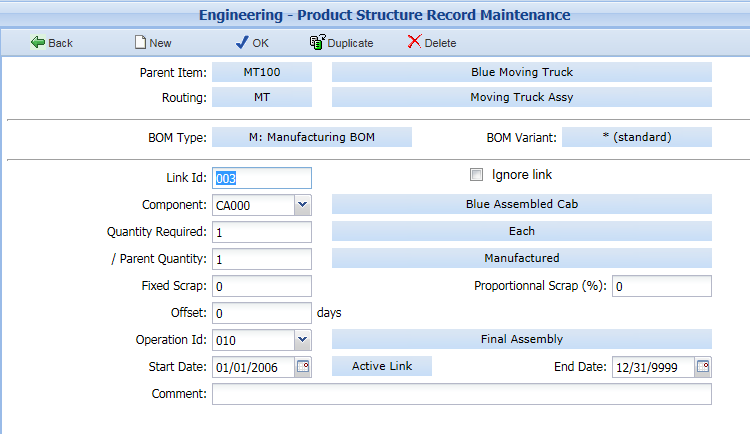 Engineering - Product Structure Record Maintenance
Back New OK Duplicate Delete
Parent Item: MT100 Blue Moving Truck
Routing: MT Moving Truck Assy
BOM Type: M: Manufacturing BOM BOM Variant: * (standard)
Link Id: 003 Ignore link
Component: CA000 Blue Assembled Cab
Quantity Required: 1 Each
/ Parent Quantity: 1 Manufactured
Fixed Scrap: 0 Proportionnal Scrap (%): 0
Offset: 0 days
Operation Id: 010 Final Assembly
Start Date: 01/01/2006 Active Link End Date: 12/31/9999
Comment: